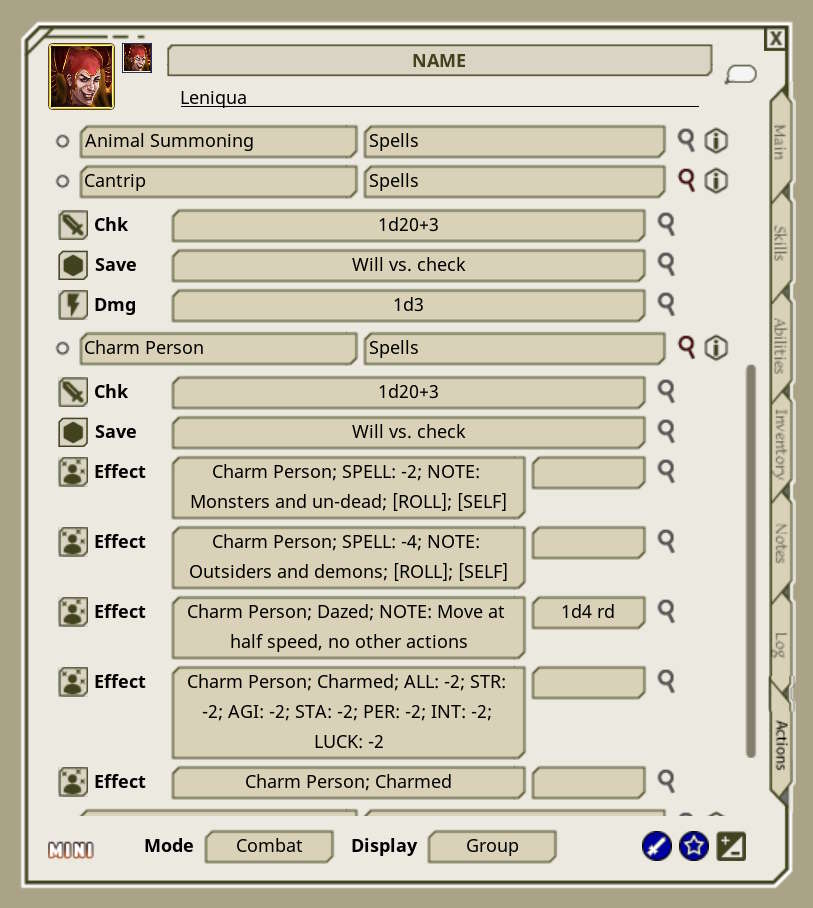 X
NAME
Leniqua
Animal Summoning Spells
Cantrip Spells
Chk 1d20+3
Save Will vs. check
Dmg 1d3
Charm Person Spells
Chk 1d20+3
Save Will vs. check
Effect Charm Person; SPELL: -2; NOTE:
Monsters and un-dead; [ROLL]; [SELF]
Effect Charm Person; SPELL: -4; NOTE:
Outsiders and demons; [ROLL]; [SELF]
Effect Charm Person; Dazed; NOTE: Move at 1d4 rd
half speed, no other actions
Effect Charm Person; Charmed; ALL: -2; STR:
-2; AGI: -2; STA: -2; PER: -2; INT: -2;
LUCK: -2
Effect Charm Person; Charmed
MINI Mode Combat Display Group
Main
Skills
Abilities
Inventory
Notes
Log
Actions